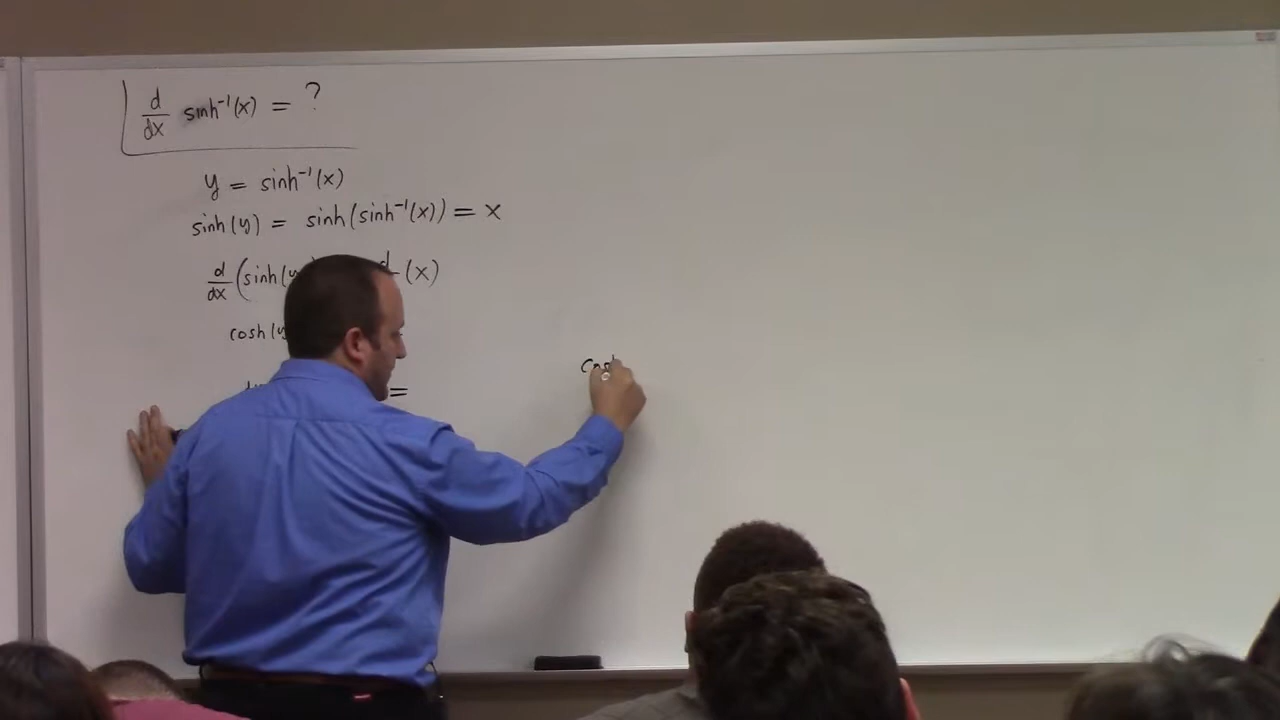 d/dx sinh⁻¹(x) = ?
y = sinh⁻¹(x)
sinh(y) = sinh(sinh⁻¹(x)) = x
d/dx (sinh( (x)
cosh(
=